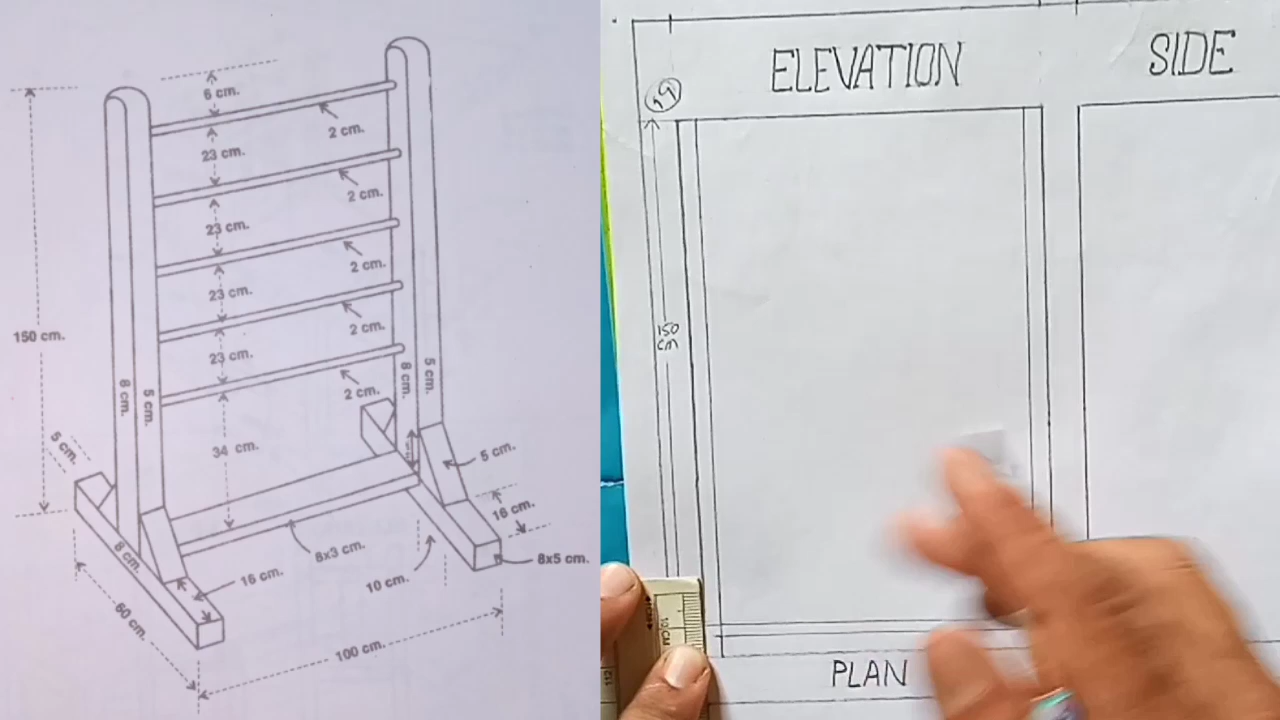 6 cm.
2 cm.
23 cm.
2 cm.
23 cm.
2 cm.
23 cm.
2 cm.
23 cm.
2 cm.
150 cm.
8 cm.
5 cm.
8 cm.
5 cm.
34 cm.
5 cm.
5 cm.
16 cm.
8 cm.
16 cm.
8x3 cm.
10 cm.
8x5 cm.
60 cm.
100 cm.
ELEVATION
SIDE
150
cm
PLAN